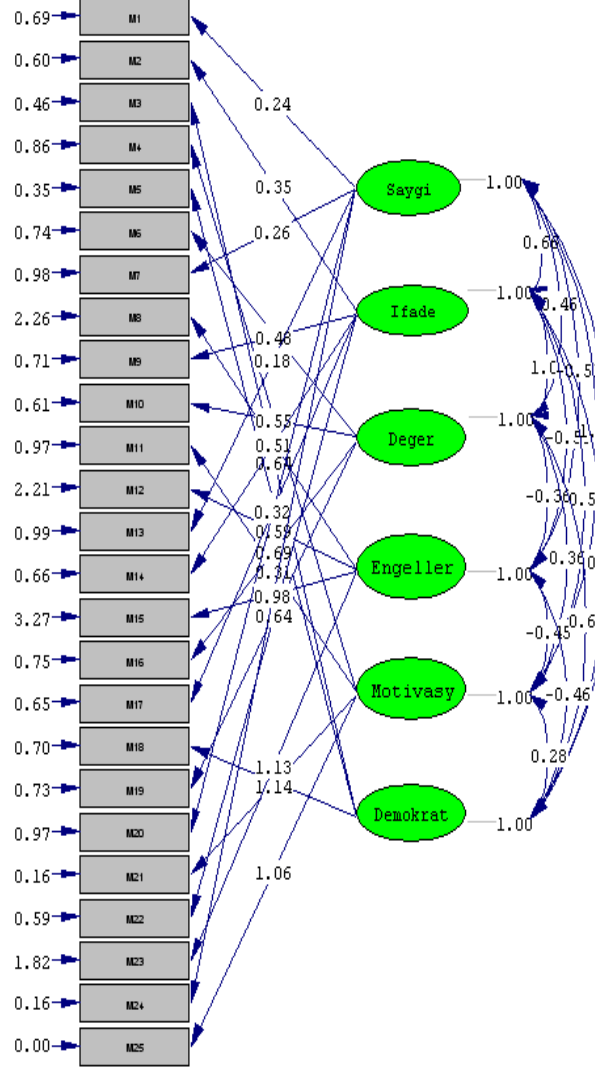 0.69 M1
0.60 M2
0.46 M3
0.86 M4
0.35 M5
0.74 M6
0.98 M7
2.26 M8
0.71 M9
0.61 M10
0.97 M11
2.21 M12
0.99 M13
0.66 M14
3.27 M15
0.75 M16
0.65 M17
0.70 M18
0.73 M19
0.97 M20
0.16 M21
0.59 M22
1.82 M23
0.16 M24
0.00 M25
0.24
0.35
0.26
0.48
0.18
0.55
0.51
0.64
0.32
0.59
0.69
0.31
0.98
0.64
1.13
1.14
1.06
Saygi 1.00
Ifade 1.00
Deger 1.00
Engeller 1.00
Motivasy 1.00
Demokrat 1.00
0.46
-0.36
0.36
-0.45
-0.46
0.28